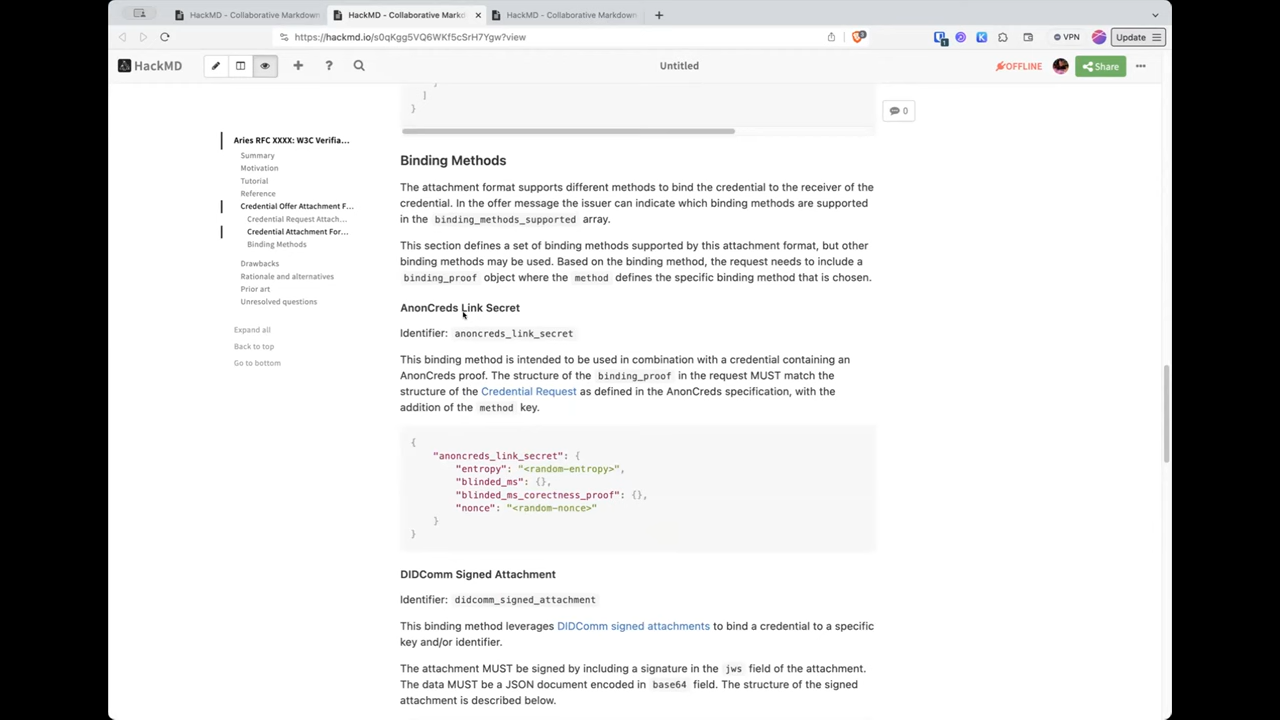 HackMD - Collaborative Markdown
HackMD - Collaborative Markd
HackMD - Collaborative Markdown
https://hackmd.io/s0qKgg5VQ6WKf5cSrH7Ygw?view
1
2
VPN
Update
HackMD
Untitled
OFFLINE
Share
]
}
0
Aries RFC XXXX: W3C Verifia...
Summary
Motivation
Tutorial
Reference
Credential Offer Attachment F...
Credential Request Attach...
Credential Attachment For...
Binding Methods
Drawbacks
Rationale and alternatives
Prior art
Unresolved questions
Expand all
Back to top
Go to bottom
Binding Methods
The attachment format supports different methods to bind the credential to the receiver of the
credential. In the offer message the issuer can indicate which binding methods are supported
in the binding_methods_supported array.
This section defines a set of binding methods supported by this attachment format, but other
binding methods may be used. Based on the binding method, the request needs to include a
binding_proof object where the method defines the specific binding method that is chosen.
AnonCreds Link Secret
Identifier: anoncreds_link_secret
This binding method is intended to be used in combination with a credential containing an
AnonCreds proof. The structure of the binding_proof in the request MUST match the
structure of the Credential Request as defined in the AnonCreds specification, with the
addition of the method key.
{
"anoncreds_link_secret": {
"entropy": "<random-entropy>",
"blinded_ms": {},
"blinded_ms_corectness_proof": {},
"nonce": "<random-nonce>"
}
}
DIDComm Signed Attachment
Identifier: didcomm_signed_attachment
This binding method leverages DIDComm signed attachments to bind a credential to a specific
key and/or identifier.
The attachment MUST be signed by including a signature in the jws field of the attachment.
The data MUST be a JSON document encoded in base64 field. The structure of the signed
attachment is described below.